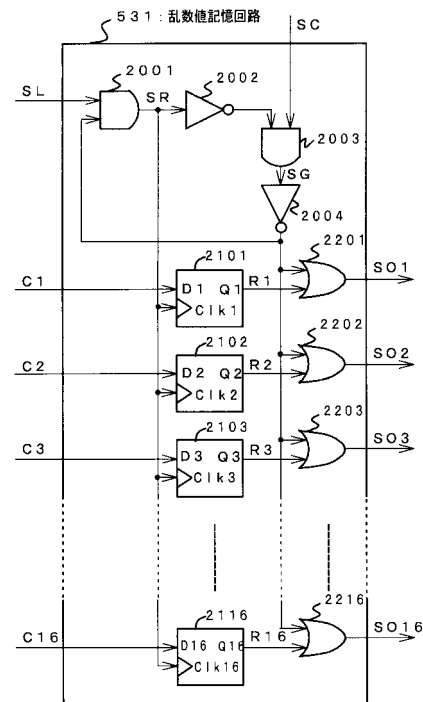 531：乱数値記憶回路
SC
2001
2002
SL
SR
2003
SG
2004
2101
2201
C1
D1 Q1
R1
SO1
Clk1
2102
2202
C2
D2 Q2
R2
SO2
Clk2
2103
2203
C3
D3 Q3
R3
SO3
Clk3
2116
2216
C16
D16 Q16
R16
SO16
Clk16